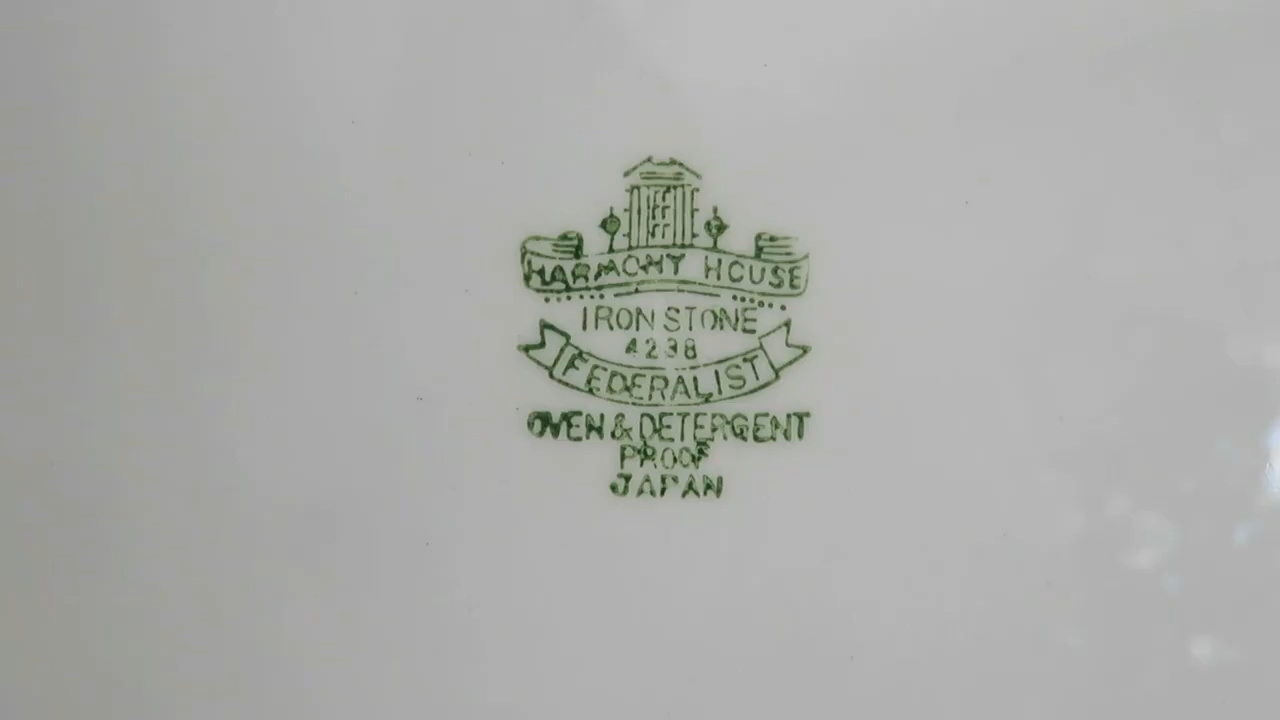 HARMONY HOUSE
IRONSTONE
4238
FEDERALIST
OVEN & DETERGENT
PROOF
JAPAN